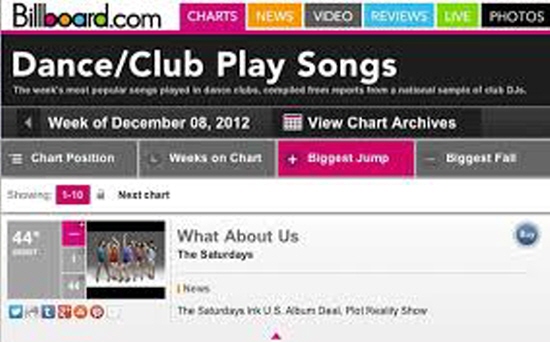 Billboard.com CHARTS NEWS VIDEO REVIEWS LIVE PHOTOS
Dance/Club Play Songs
The week's most popular songs played in dance clubs, compiled from reports from a national sample of club DJs.
Week of December 08, 2012 View Chart Archives
Chart Position Weeks on Chart + Biggest Jump — Biggest Fall
Showing: 1-10 Next chart
44*
DEBUT
—
1
44
What About Us
The Saturdays
Buy
News
The Saturdays Ink U.S. Album Deal, Plot Reality Show